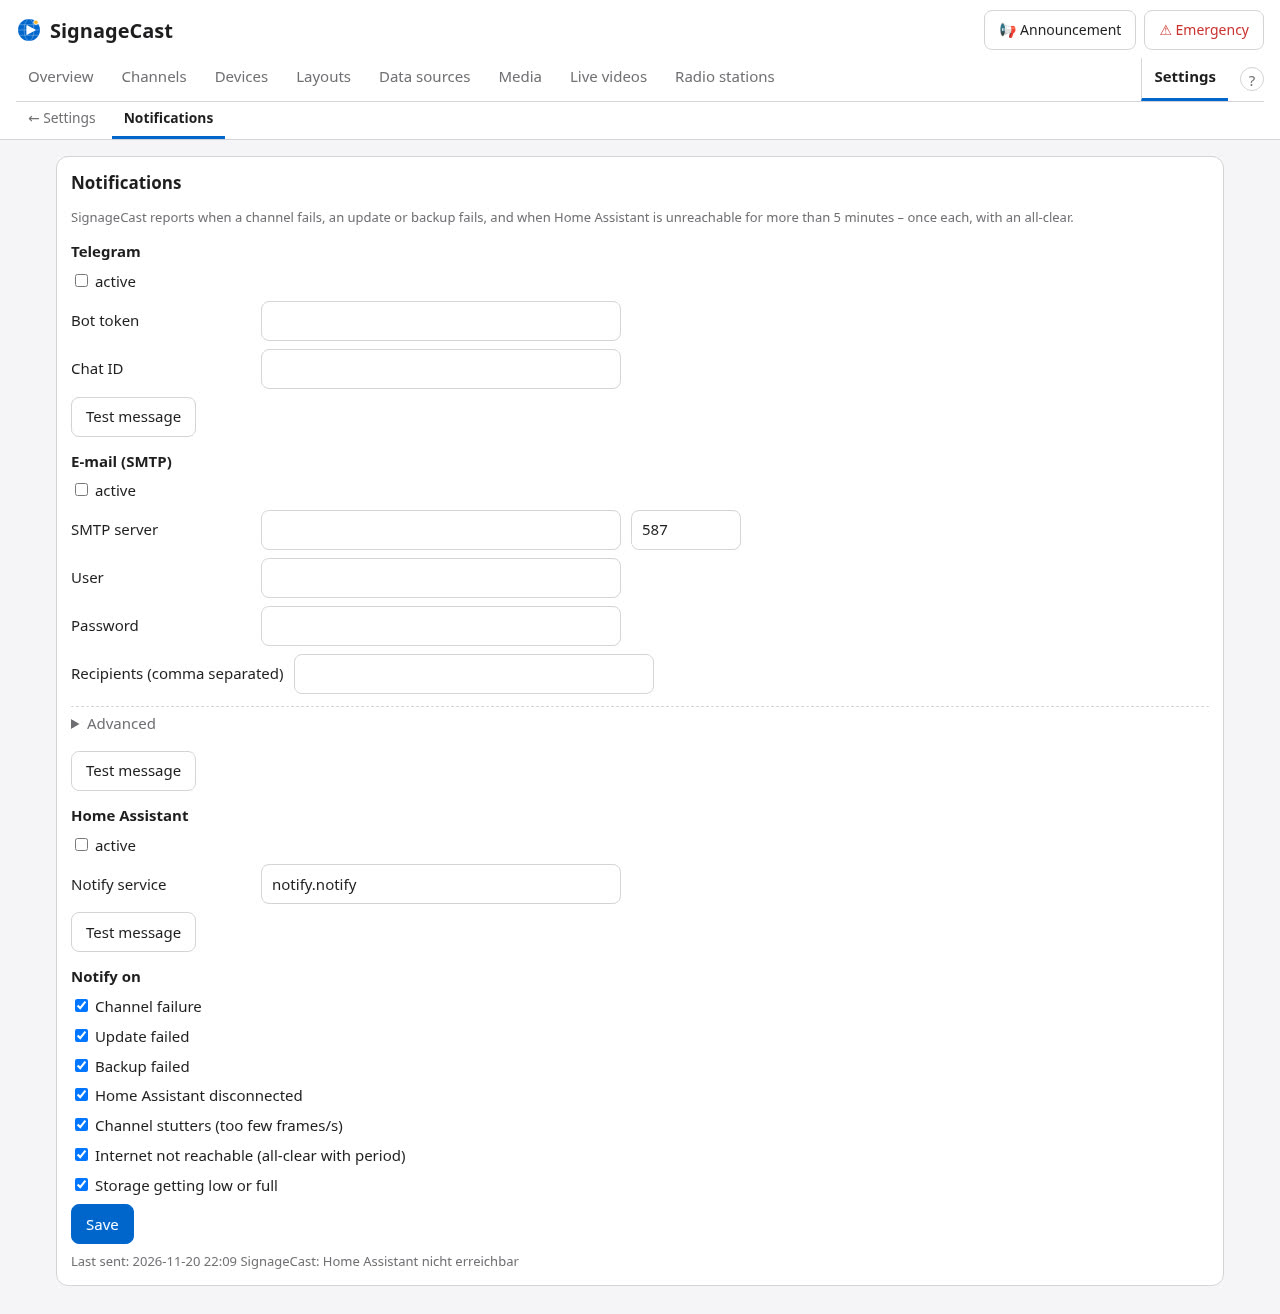 SignageCast
📢 Announcement
⚠ Emergency
Overview
Channels
Devices
Layouts
Data sources
Media
Live videos
Radio stations
Settings
?
← Settings
Notifications
Notifications
SignageCast reports when a channel fails, an update or backup fails, and when Home Assistant is unreachable for more than 5 minutes – once each, with an all-clear.
Telegram
active
Bot token
Chat ID
Test message
E-mail (SMTP)
active
SMTP server
587
User
Password
Recipients (comma separated)
▶ Advanced
Test message
Home Assistant
active
Notify service
notify.notify
Test message
Notify on
Channel failure
Update failed
Backup failed
Home Assistant disconnected
Channel stutters (too few frames/s)
Internet not reachable (all-clear with period)
Storage getting low or full
Save
Last sent: 2026-11-20 22:09 SignageCast: Home Assistant nicht erreichbar